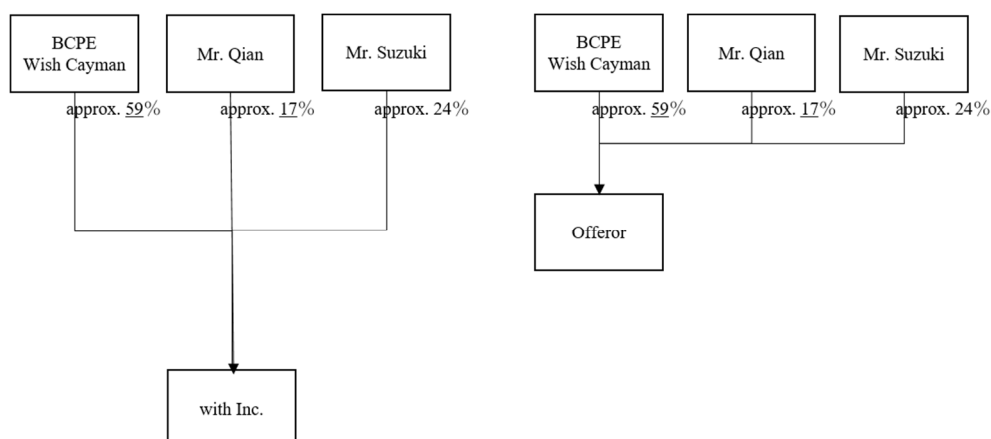 BCPE
Wish Cayman
Mr. Qian
Mr. Suzuki
approx. 59%
approx. 17%
approx. 24%
with Inc.
BCPE
Wish Cayman
Mr. Qian
Mr. Suzuki
approx. 59%
approx. 17%
approx. 24%
Offeror